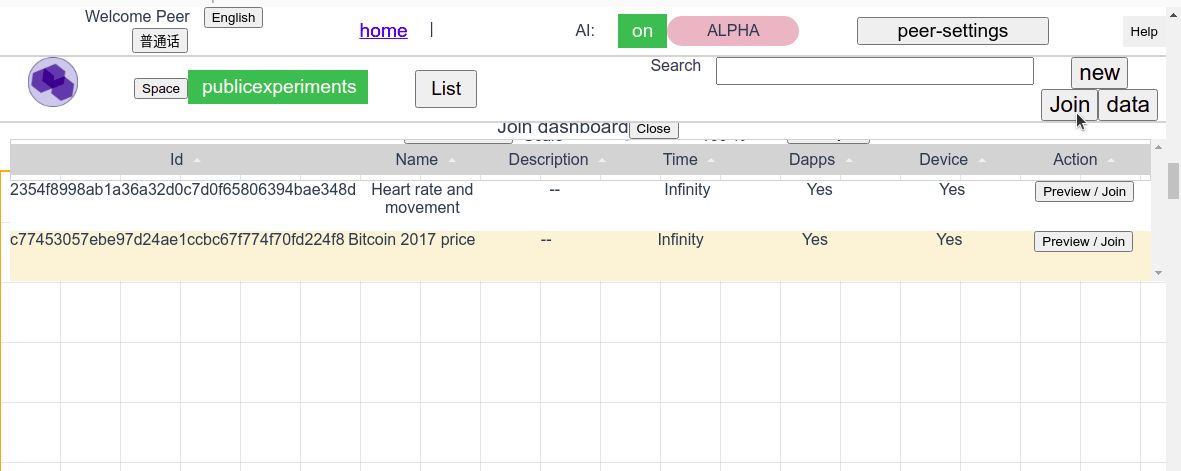 Welcome Peer English
普通话
home | AI: on ALPHA peer-settings Help
Space publicexperiments List Search new
Join data
Join dashboard Close
Id Name Description Time Dapps Device Action
2354f8998ab1a36a32d0c7d0f65806394bae348d Heart rate and movement -- Infinity Yes Yes Preview / Join
c77453057ebe97d24ae1ccbc67f774f70fd224f8 Bitcoin 2017 price -- Infinity Yes Yes Preview / Join